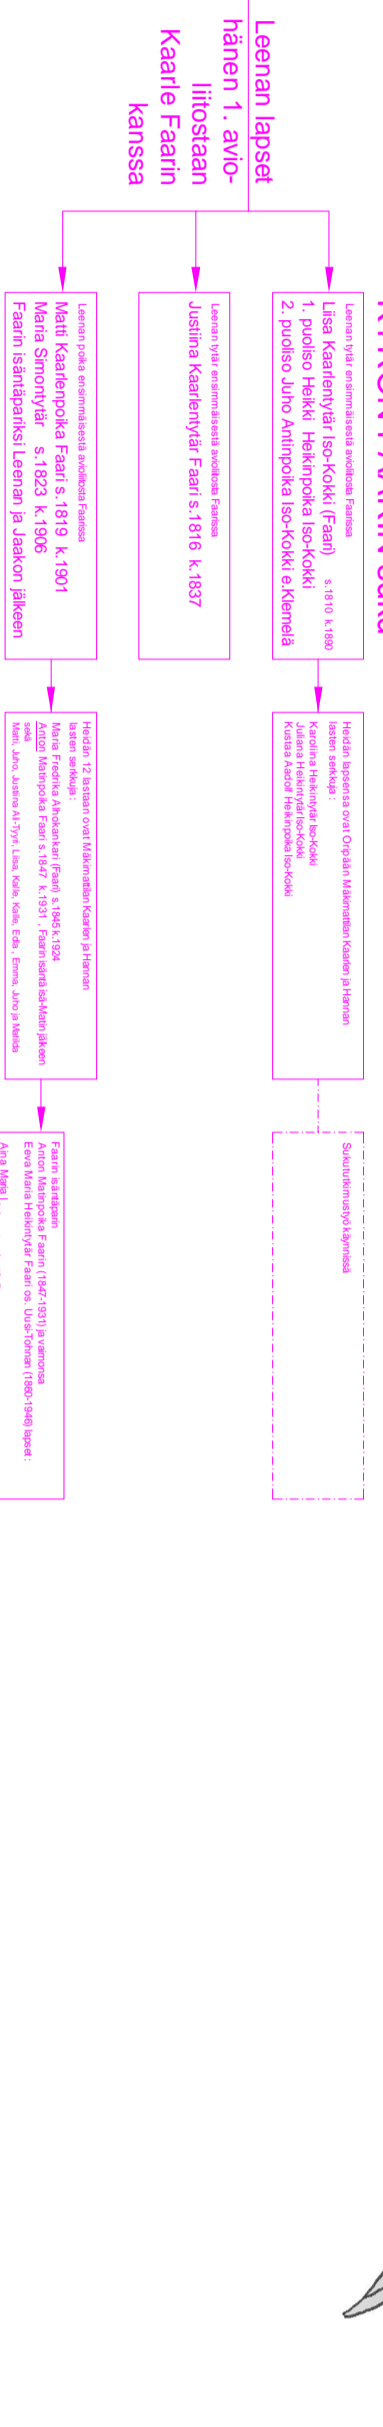 Leenan lapset
hänen 1. avio-
liitostaan
Kaarle Faarin
kanssa
Leenan tytär ensimmäisestä avioliitosta Faarissa
Liisa Kaarlentytär Iso-Kokki (Faari) s.1810 k.1890
1. puoliso Heikki Heikinpoika Iso-Kokki
2. puoliso Juho Antinpoika Iso-Kokki e.Klemelä
Heidän lapsensa ovat Oripään Mäkimattilan Kaarlen ja Hannan
lasten serkkuja :
Karoliina Heikintytär Iso-Kokki
Juliana Heikintytär Iso-Kokki
Kustaa Aadolf Heikinpoika Iso-Kokki
Sukututkimustyö käynnissä
Leenan tytär ensimmäisestä avioliitosta Faarissa
Justiina Kaarlentytär Faari s.1816 k.1837
Leenan poika ensimmäisestä avioliitosta Faarissa
Matti Kaarlenpoika Faari s.1819 k.1901
Maria Simontytär s.1823 k.1906
Faarin isäntäpariksi Leenan ja Jaakon jälkeen
Heidän 12 lastaan ovat Mäkimattilan Kaarlen ja Hannan
lasten serkkuja :
Maria Fredrika Alhokankari (Faari) s.1845 k.1924
Anton Matinpoika Faari s.1847 k.1931 , Faarin isäntä isä-Matin jälkeen
sekä
Matti, Juho, Justiina Ali-Tyyri, Liisa, Kalle, Kalle, Edla , Emma, Juho ja Matilda
Faarin isäntäparin
Anton Matinpoika Faarin (1847-1931) ja vaimonsa
Eeva Maria Heikintytär Faari os. Uusi-Tohnan (1860-1946) lapset :
Aina Maria